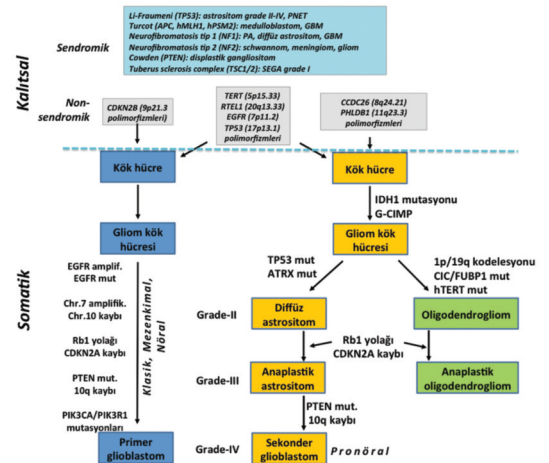 Kalıtsal
Sendromik
Li-Fraumeni (TP53): astrositom grade II-IV, PNET
Turcot (APC, hMLH1, hPSM2): medulloblastom, GBM
Neurofibromatosis tip 1 (NF1): PA, diffüz astrositom, GBM
Neurofibromatosis tip 2 (NF2): schwannom, meningiom, gliom
Cowden (PTEN): displastik gangliositom
Tuberus sclerosis complex (TSC1/2): SEGA grade I
Non-
sendromik
CDKN2B (9p21.3
polimorfizmleri)
TERT (5p15.33)
RTEL1 (20q13.33)
EGFR (7p11.2)
TP53 (17p13.1)
polimorfizmleri
CCDC26 (8q24.21)
PHLDB1 (11q23.3)
polimorfizmleri
Somatik
Kök hücre
Gliom kök
hücresi
EGFR amplif.
EGFR mut
Chr.7 amplifik.
Chr.10 kaybı
Rb1 yolağı
CDKN2A kaybı
PTEN mut.
10q kaybı
PIK3CA/PIK3R1
mutasyonları
Klasik, Mezenkimal,
Nöral
Primer
glioblastom
Kök hücre
IDH1 mutasyonu
G-CIMP
Gliom kök
hücresi
TP53 mut
ATRX mut
1p/19q kodelesyonu
CIC/FUBP1 mut
hTERT mut
Grade-II
Diffüz
astrositom
Oligodendrogliom
Rb1 yolağı
CDKN2A kaybı
Grade-III
Anaplastik
astrositom
Anaplastik
oligodendrogliom
PTEN mut.
10q kaybı
Grade-IV
Sekonder
glioblastom
Pronöral